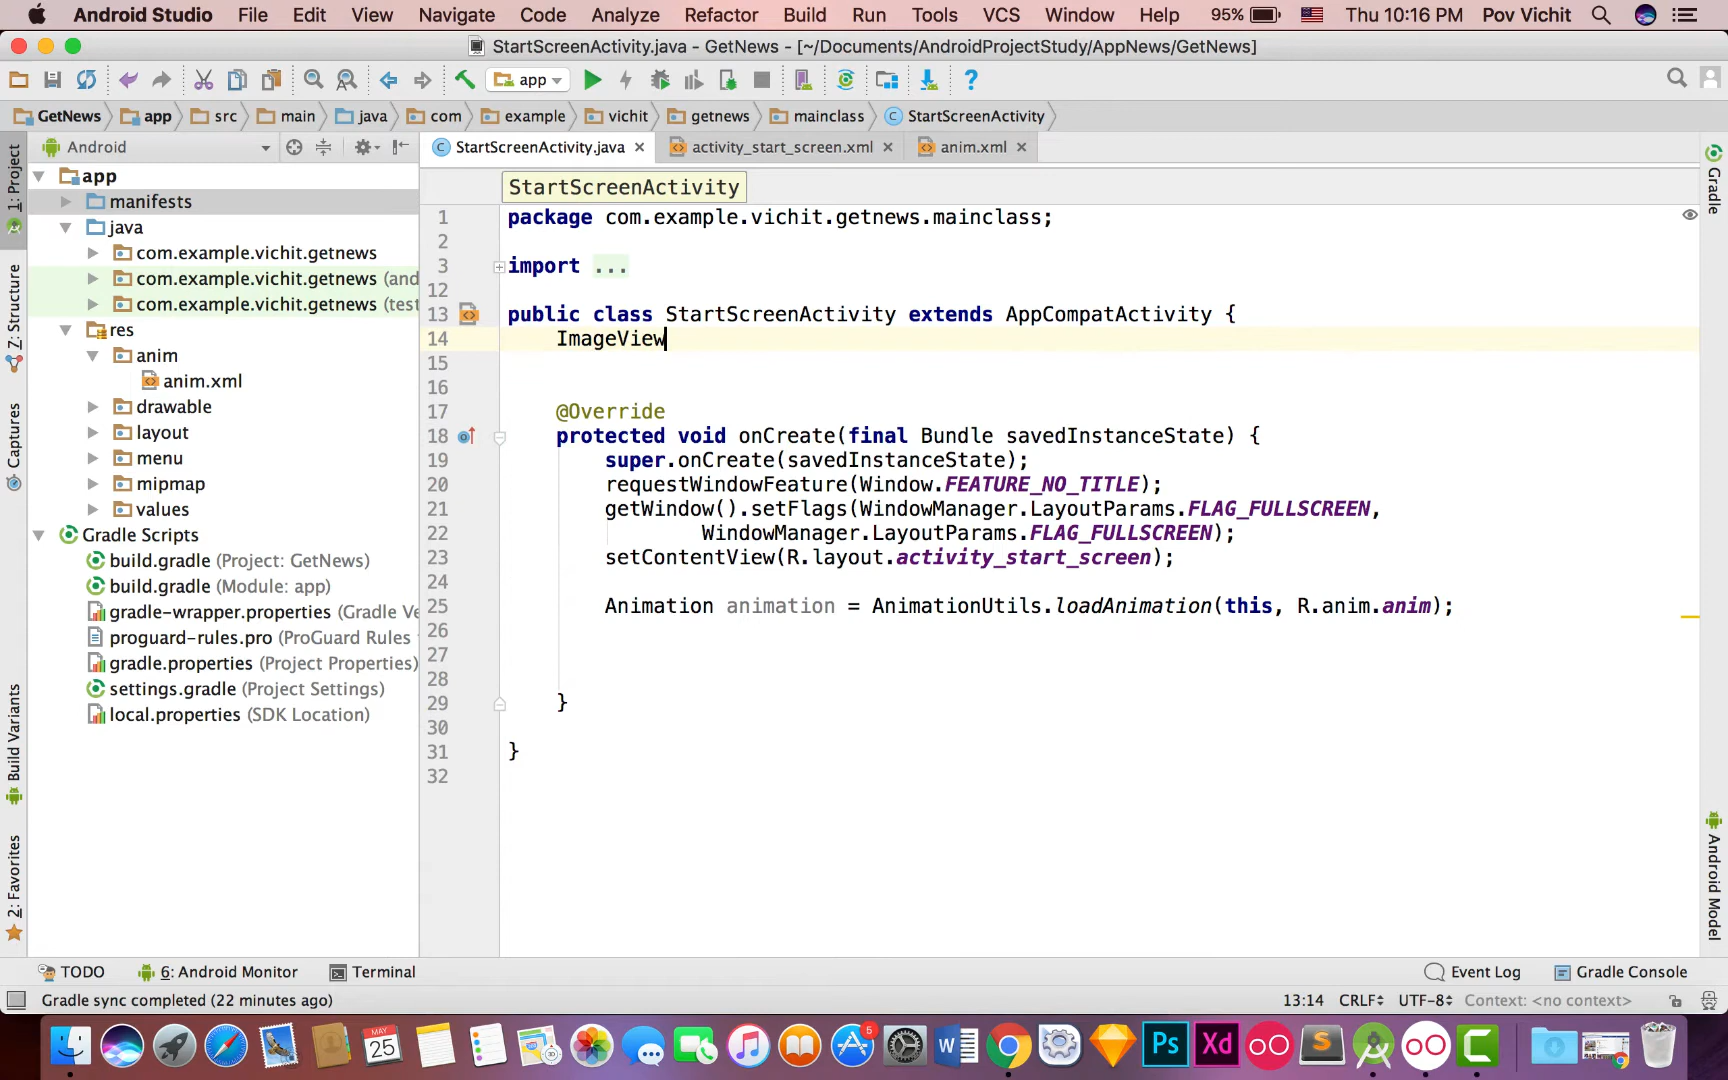 Android Studio File Edit View Navigate Code Analyze Refactor Build Run Tools VCS Window Help 95% Thu 10:16 PM Pov Vichit
StartScreenActivity.java - GetNews - [~/Documents/AndroidProjectStudy/AppNews/GetNews]
app
GetNews app src main java com example vichit getnews mainclass StartScreenActivity
Android
StartScreenActivity.java activity_start_screen.xml anim.xml
1: Project
Z: Structure
Captures
Build Variants
2: Favorites
app
manifests
java
com.example.vichit.getnews
com.example.vichit.getnews (and
com.example.vichit.getnews (test
res
anim
anim.xml
drawable
layout
menu
mipmap
values
Gradle Scripts
build.gradle (Project: GetNews)
build.gradle (Module: app)
gradle-wrapper.properties (Gradle Ve
proguard-rules.pro (ProGuard Rules
gradle.properties (Project Properties)
settings.gradle (Project Settings)
local.properties (SDK Location)
StartScreenActivity
1 package com.example.vichit.getnews.mainclass;
2
3 import ...
12
13 public class StartScreenActivity extends AppCompatActivity {
14 ImageView
15
16
17 @Override
18 protected void onCreate(final Bundle savedInstanceState) {
19 super.onCreate(savedInstanceState);
20 requestWindowFeature(Window.FEATURE_NO_TITLE);
21 getWindow().setFlags(WindowManager.LayoutParams.FLAG_FULLSCREEN,
22 WindowManager.LayoutParams.FLAG_FULLSCREEN);
23 setContentView(R.layout.activity_start_screen);
24
25 Animation animation = AnimationUtils.loadAnimation(this, R.anim.anim);
26
27
28
29 }
30
31 }
32
Gradle
Android Model
TODO 6: Android Monitor Terminal Event Log Gradle Console
Gradle sync completed (22 minutes ago) 13:14 CRLF UTF-8 Context: <no context>
MAY
25
5
Ps
Xd